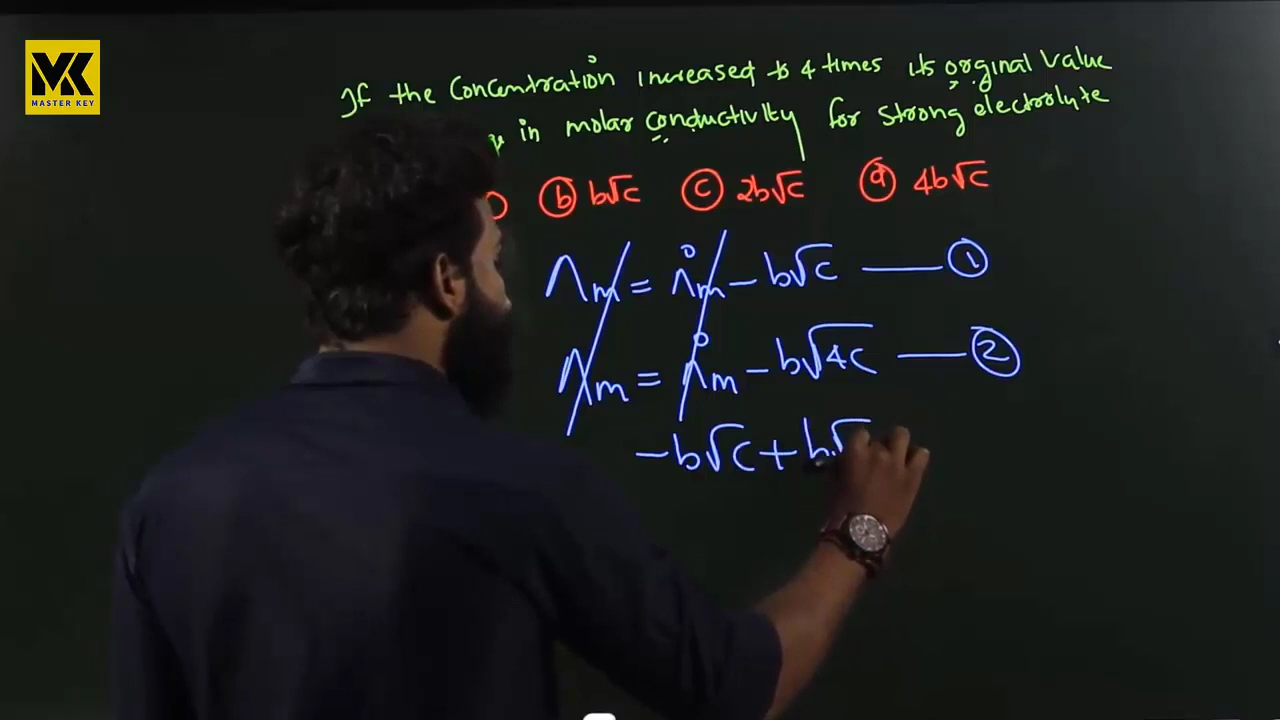 MK
MASTER KEY
If the Concentration increased to 4 times its orginal value
in molar conductivity for strong electrolyte
ⓑ b√c ⓒ 2b√c ⓓ 4b√c
Λm = Λ°m - b√c —— ①
Λm = Λ°m - b√4c —— ②
- b√c + b√